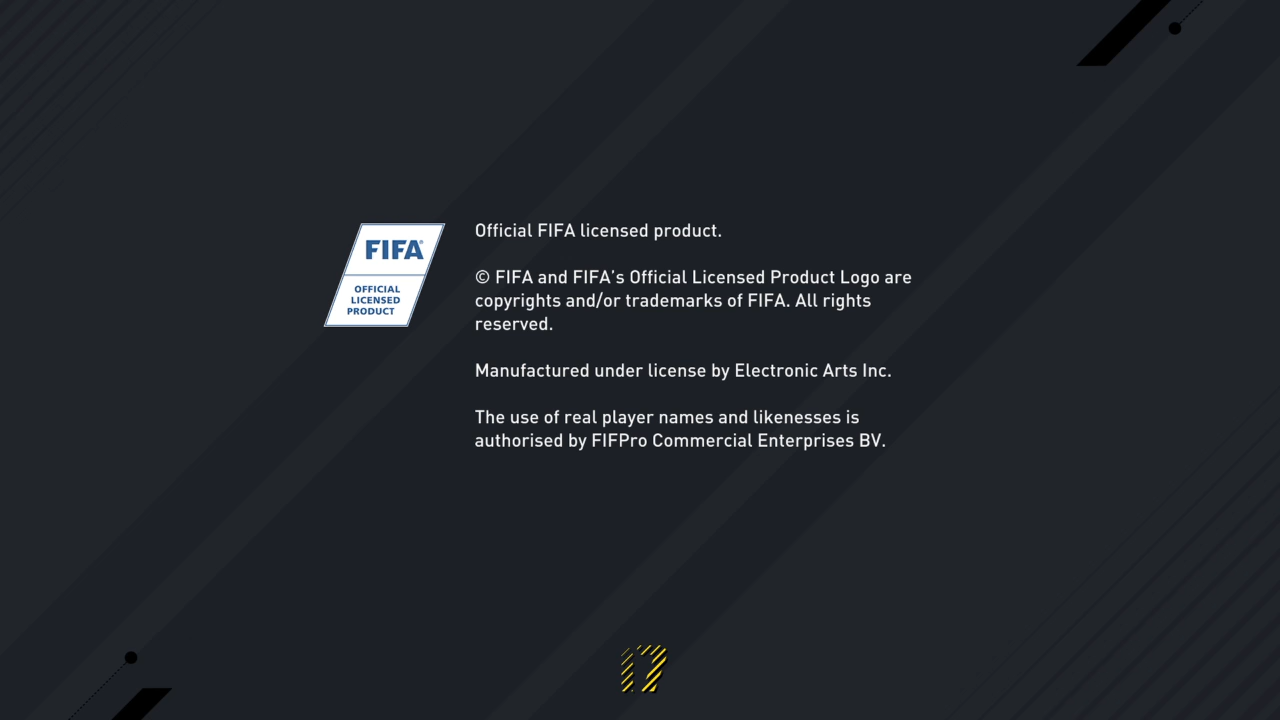 FIFA®
OFFICIAL
LICENSED
PRODUCT
Official FIFA licensed product.
© FIFA and FIFA's Official Licensed Product Logo are
copyrights and/or trademarks of FIFA. All rights
reserved.
Manufactured under license by Electronic Arts Inc.
The use of real player names and likenesses is
authorised by FIFPro Commercial Enterprises BV.
17